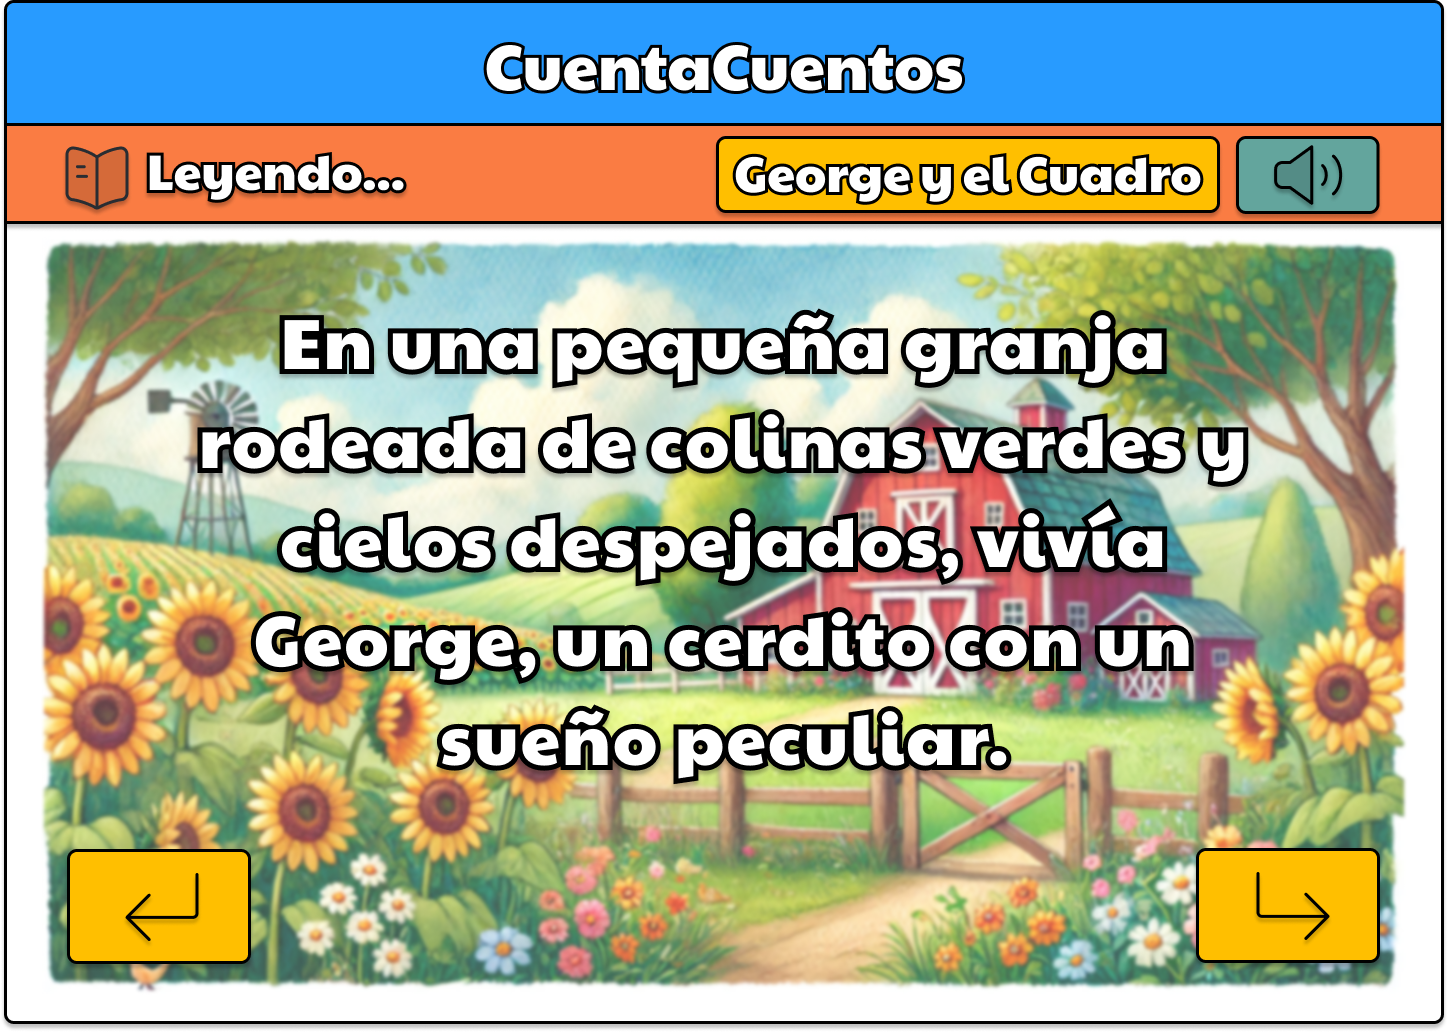 CuentaCuentos
Leyendo...
George y el Cuadro
En una pequeña granja
rodeada de colinas verdes y
cielos despejados, vivía
George, un cerdito con un
sueño peculiar.